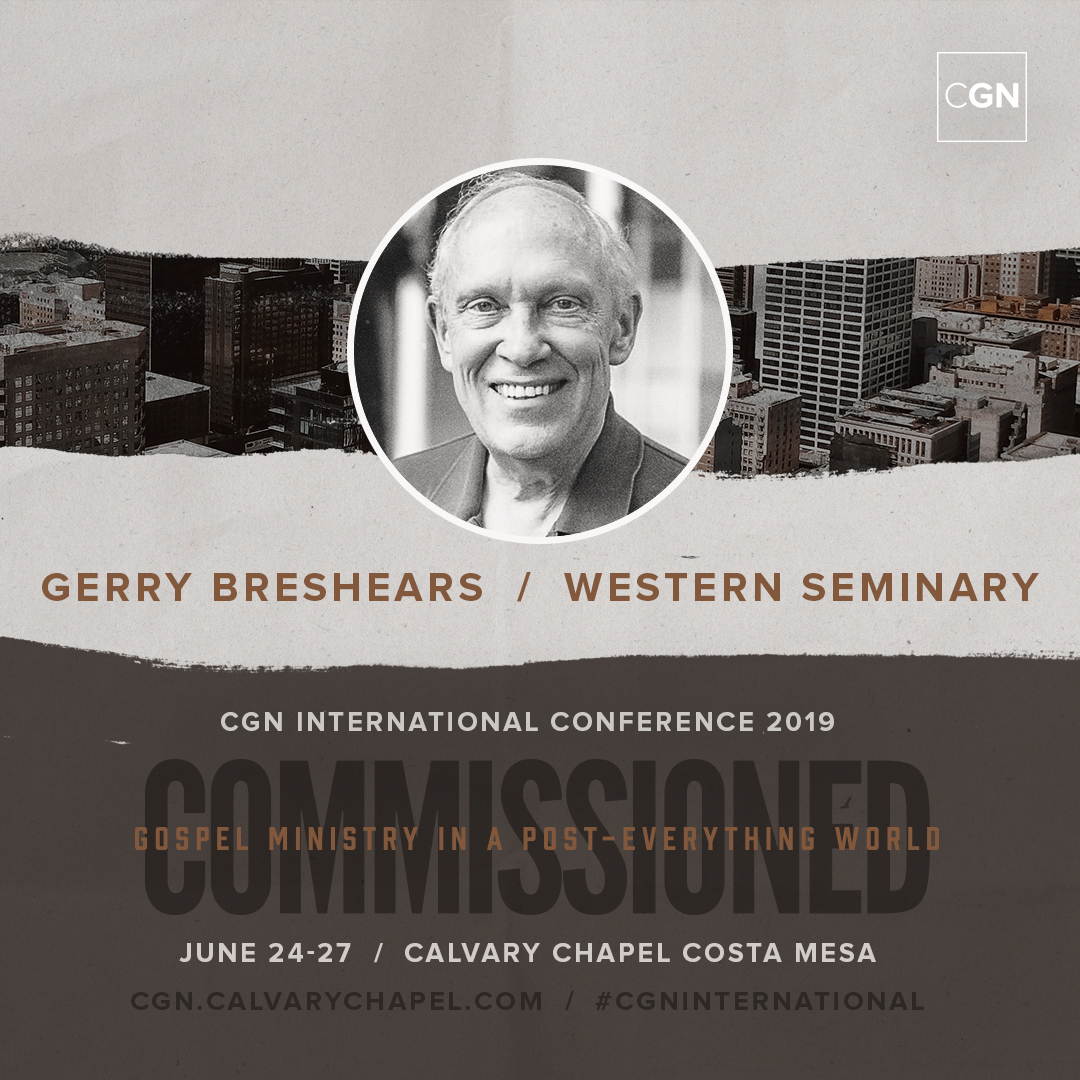 CGN
GERRY BRESHEARS / WESTERN SEMINARY
CGN INTERNATIONAL CONFERENCE 2019
COMMISSIONED
GOSPEL MINISTRY IN A POST-EVERYTHING WORLD
JUNE 24-27 / CALVARY CHAPEL COSTA MESA
CGN.CALVARYCHAPEL.COM / #CGNINTERNATIONAL